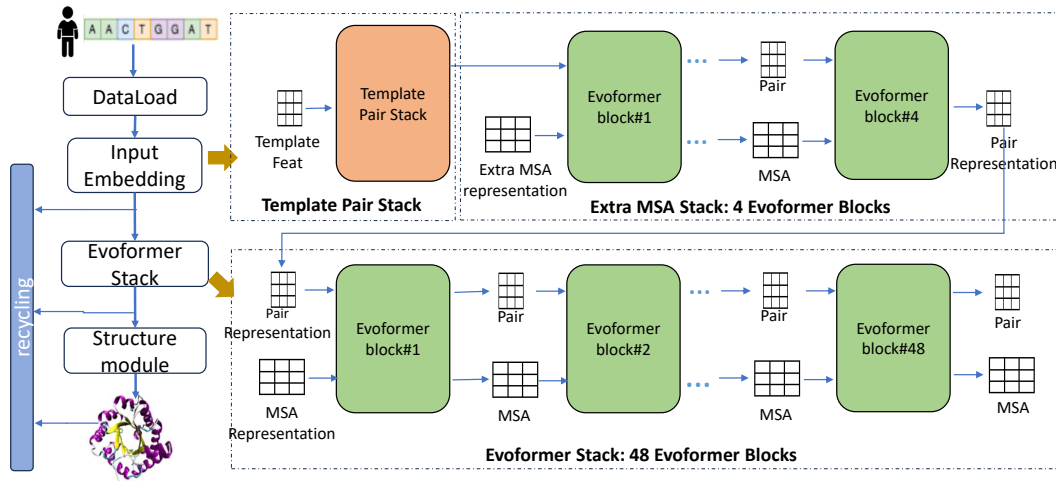 A A C T G G A T
DataLoad
Input
Embedding
Evoformer
Stack
Structure
module
recycling
Template
Feat
Template
Pair Stack
Template Pair Stack
Extra MSA
representation
Evoformer
block#1
...
Pair
MSA
...
Evoformer
block#4
Pair
Representation
Extra MSA Stack: 4 Evoformer Blocks
Pair
Representation
MSA
Representation
Evoformer
block#1
Pair
MSA
Evoformer
block#2
...
Pair
...
MSA
Evoformer
block#48
Pair
MSA
Evoformer Stack: 48 Evoformer Blocks